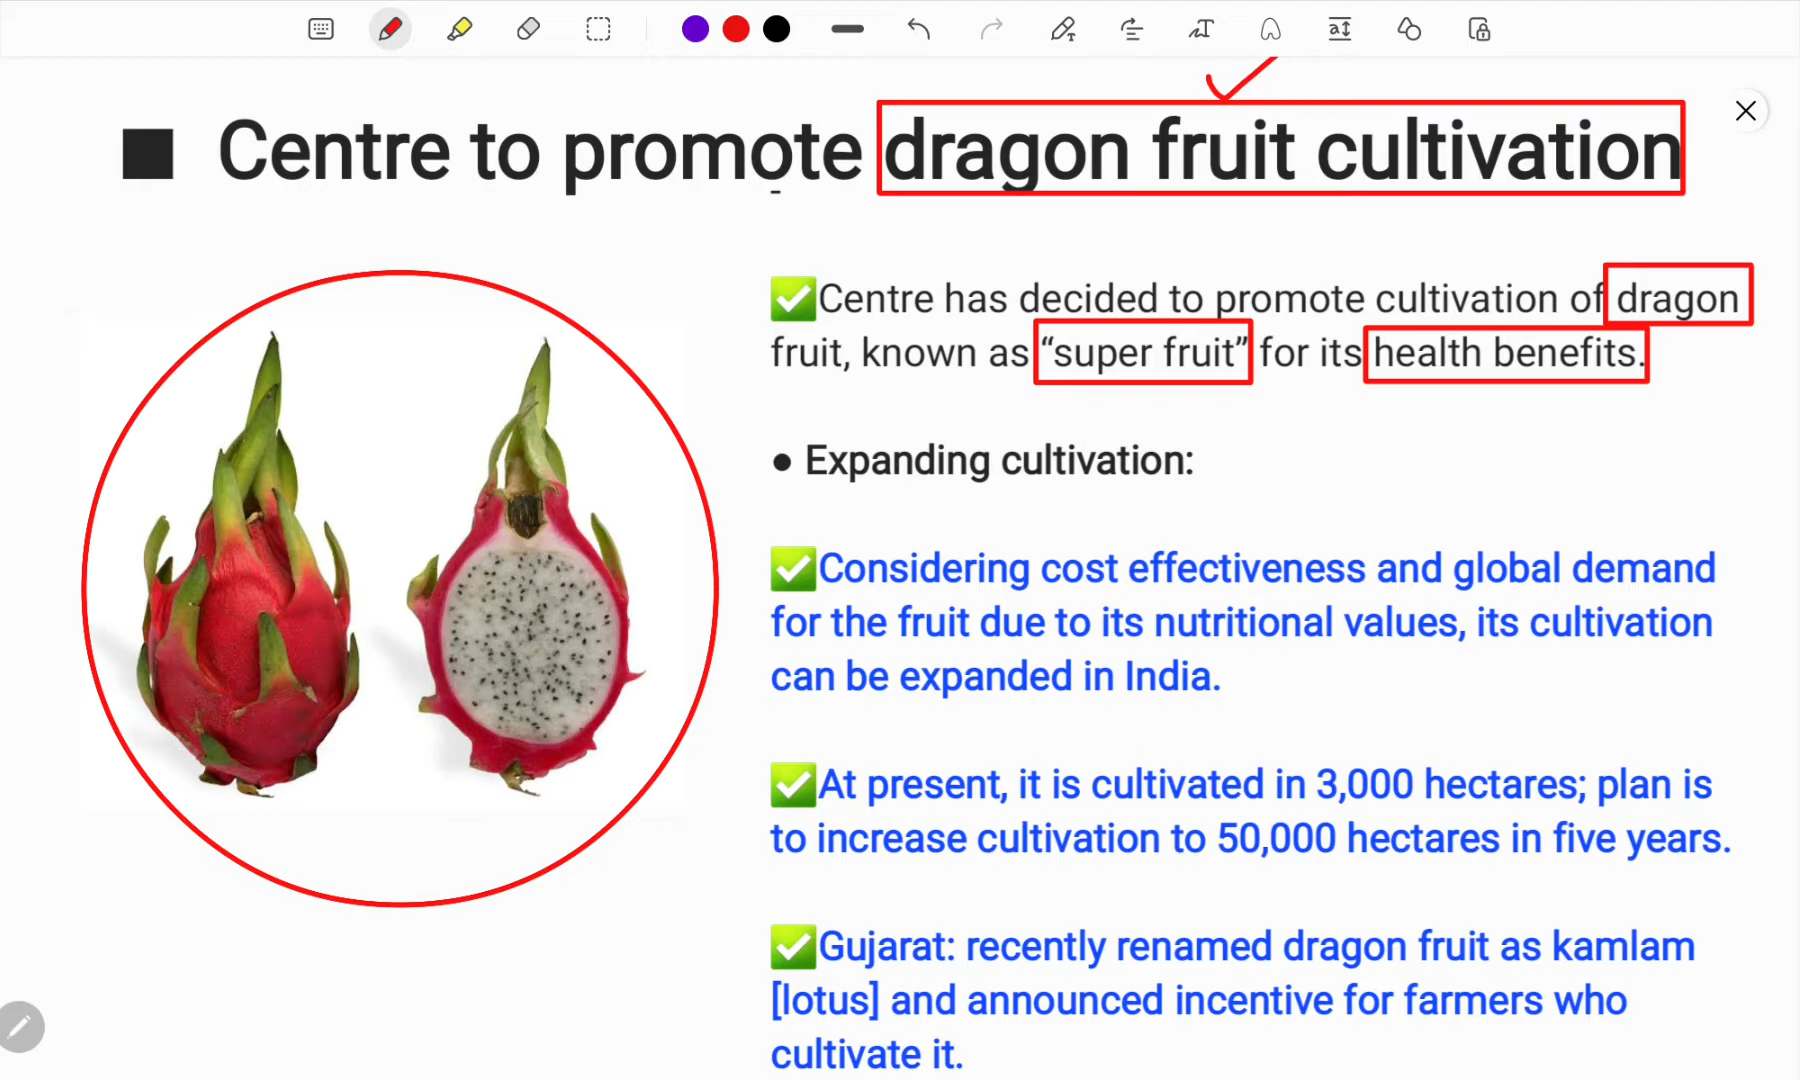 ■ Centre to promote dragon fruit cultivation
✅Centre has decided to promote cultivation of dragon
fruit, known as “super fruit” for its health benefits.
● Expanding cultivation:
✅Considering cost effectiveness and global demand
for the fruit due to its nutritional values, its cultivation
can be expanded in India.
✅At present, it is cultivated in 3,000 hectares; plan is
to increase cultivation to 50,000 hectares in five years.
✅Gujarat: recently renamed dragon fruit as kamlam
[lotus] and announced incentive for farmers who
cultivate it.